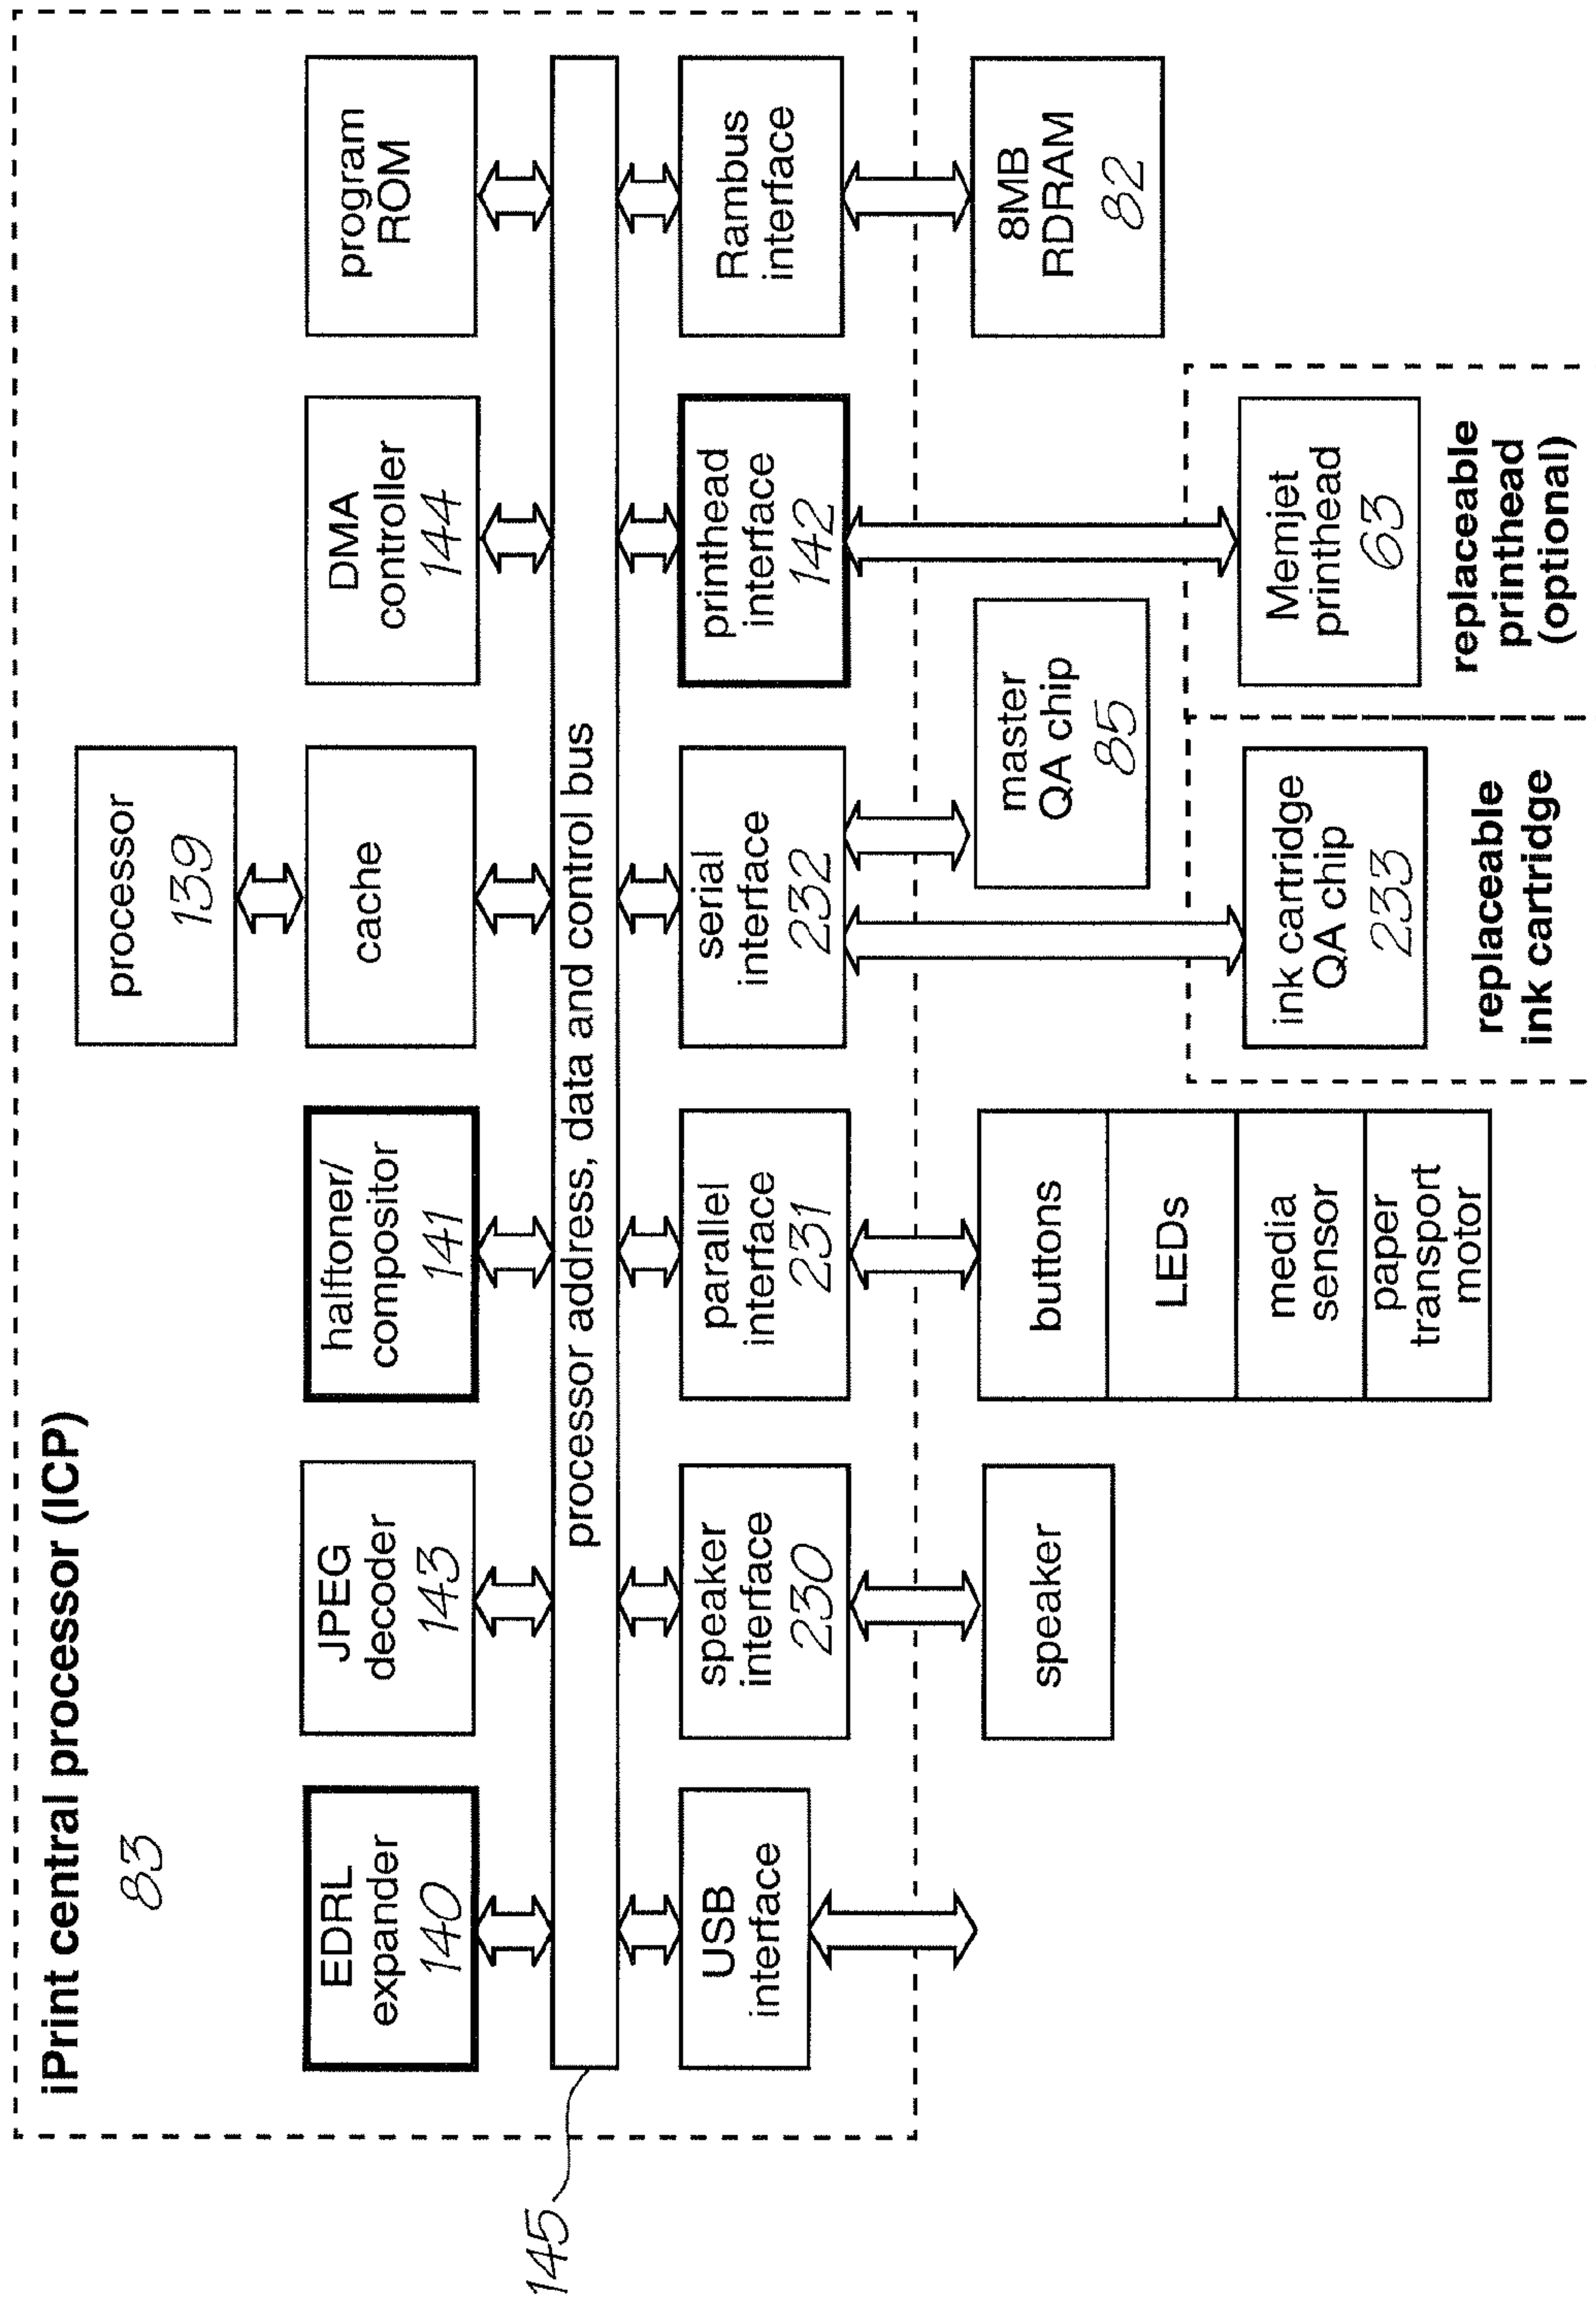 iPrint central processor (ICP)
83
processor
139
EDRL
expander
140
JPEG
decoder
143
halftoner/
compositor
141
cache
DMA
controller
144
program
ROM
145
processor address, data and control bus
USB
interface
speaker
interface
230
parallel
interface
231
serial
interface
232
printhead
interface
142
Rambus
interface
speaker
buttons
LEDs
media
sensor
paper
transport
motor
master
QA chip
85
8MB
RDRAM
82
ink cartridge
QA chip
233
Memjet
printhead
63
replaceable
ink cartridge
replaceable
printhead
(optional)